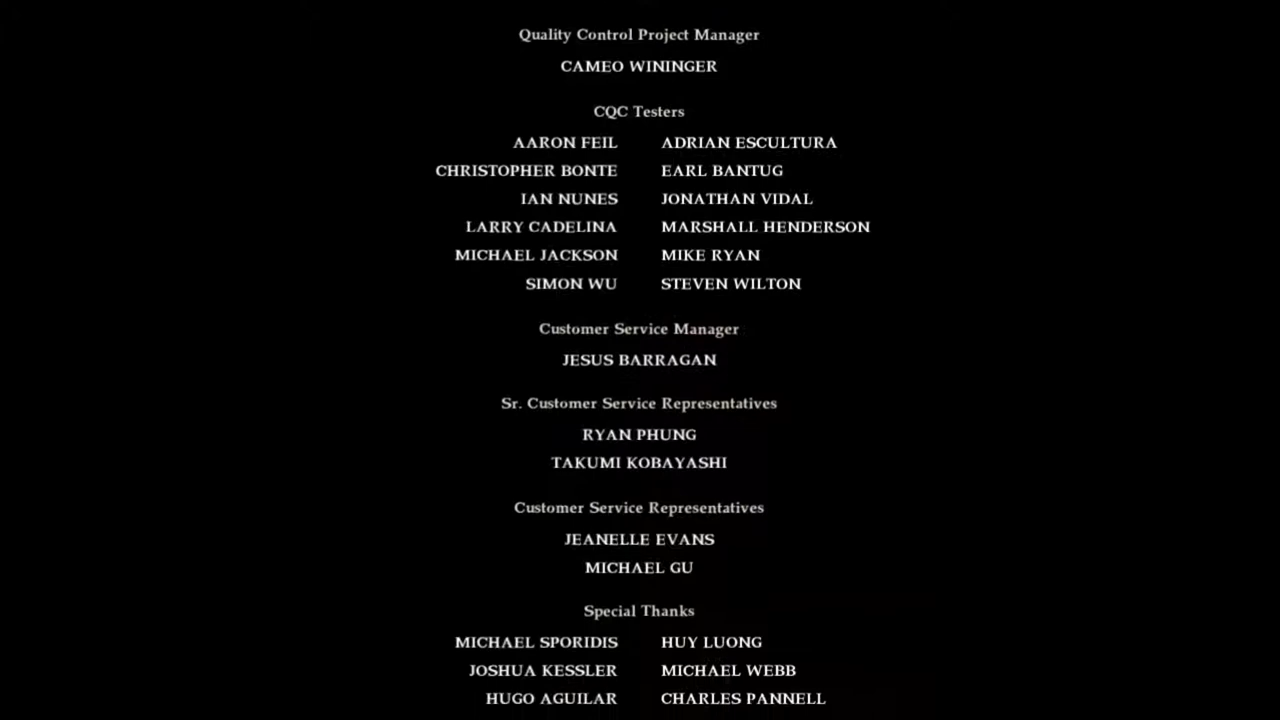 Quality Control Project Manager
CAMEO WININGER
CQC Testers
AARON FEIL ADRIAN ESCULTURA
CHRISTOPHER BONTE EARL BANTUG
IAN NUNES JONATHAN VIDAL
LARRY CADELINA MARSHALL HENDERSON
MICHAEL JACKSON MIKE RYAN
SIMON WU STEVEN WILTON
Customer Service Manager
JESUS BARRAGAN
Sr. Customer Service Representatives
RYAN PHUNG
TAKUMI KOBAYASHI
Customer Service Representatives
JEANELLE EVANS
MICHAEL GU
Special Thanks
MICHAEL SPORIDIS HUY LUONG
JOSHUA KESSLER MICHAEL WEBB
HUGO AGUILAR CHARLES PANNELL